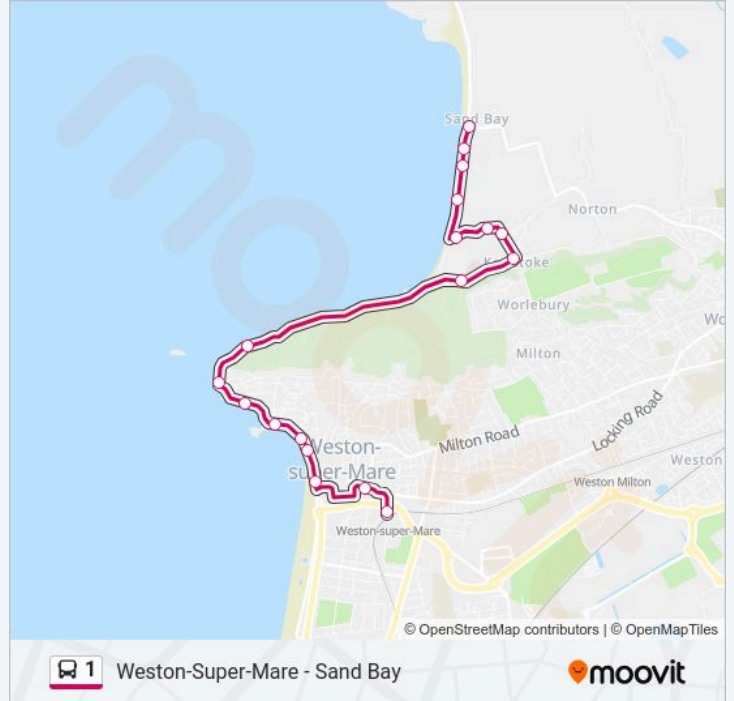 Sand Bay
Norton
Kewstoke
Worlebury
Wo
Milton
Locking Road
Milton Road
Weston-
super-Mare
Weston
Weston Milton
Weston-super-Mare
© OpenStreetMap contributors | © OpenMapTiles
1 Weston-Super-Mare - Sand Bay
moovit